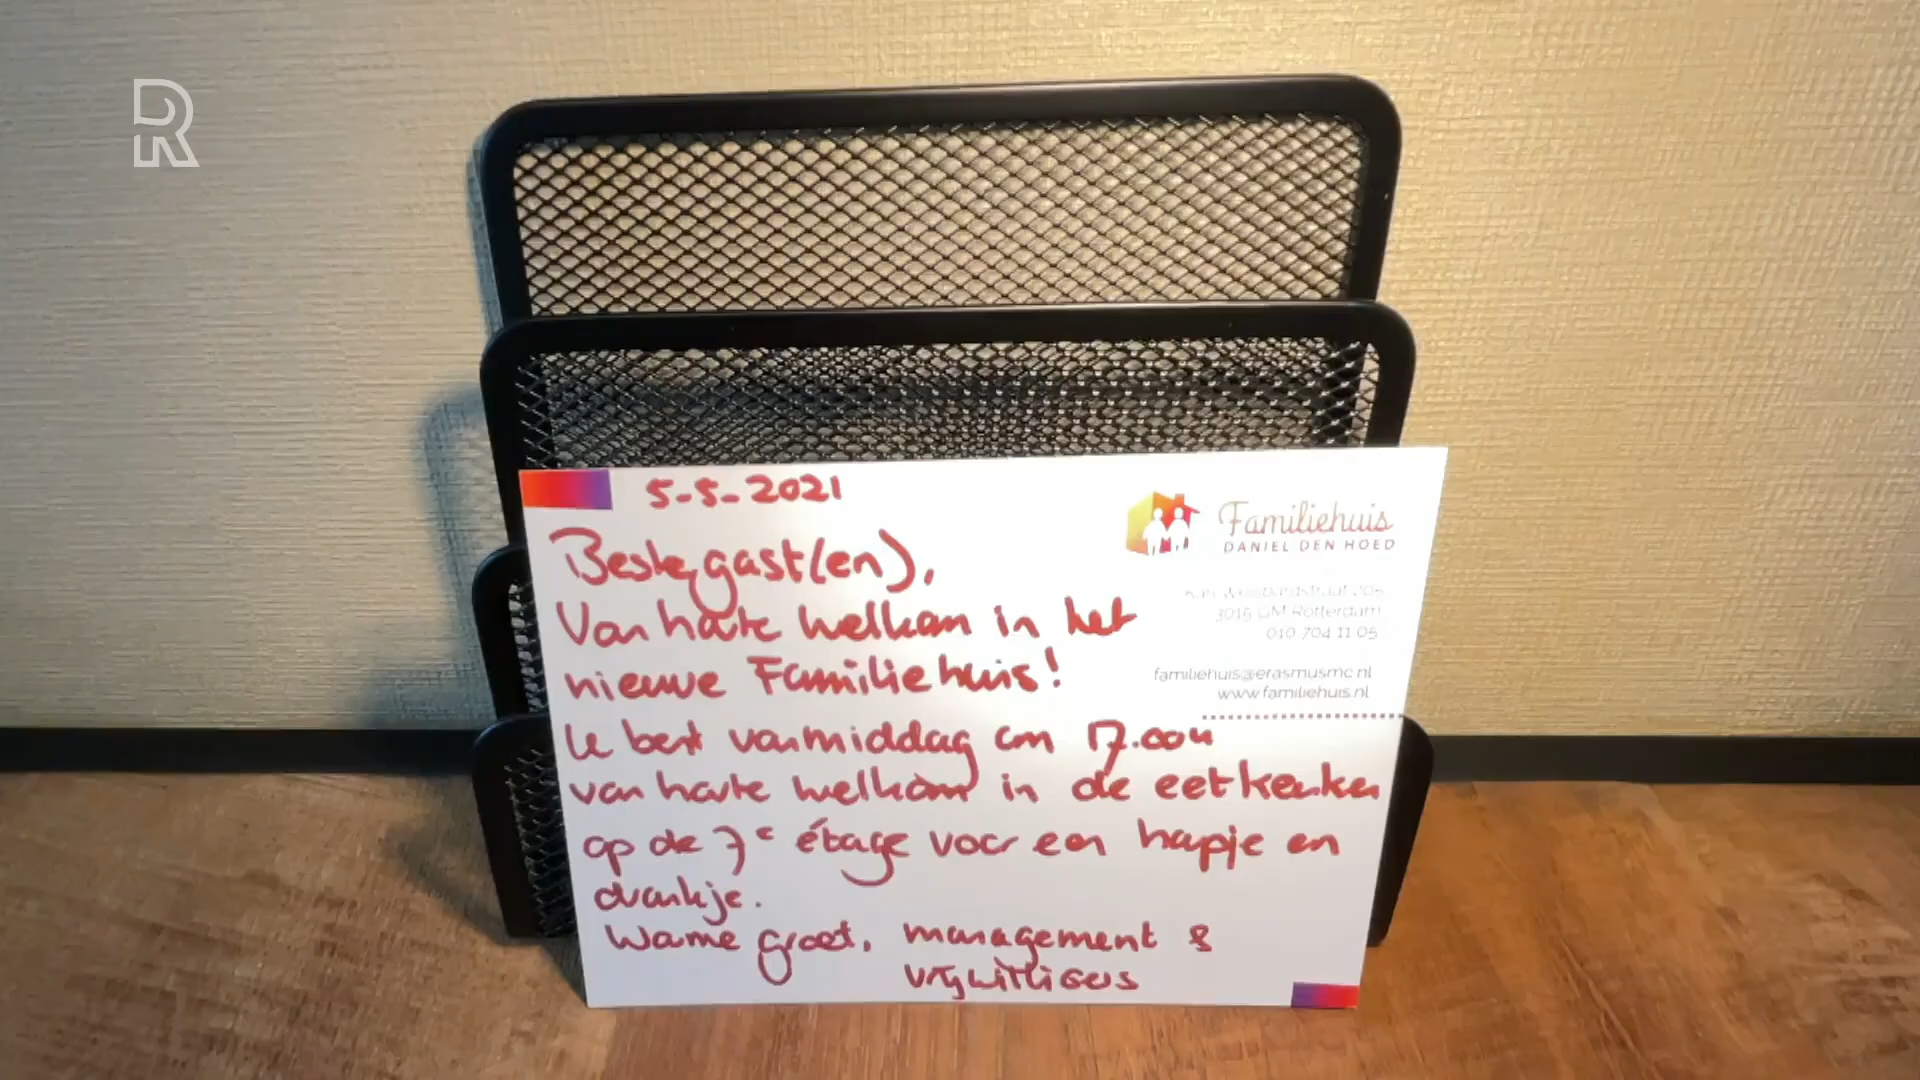 R
5-5-2021
Familiehuis
DANIEL DEN HOED
Beste gast(en),
3015 GM Rotterdam
010 704 11 05
Van harte welkom in het
nieuwe Familiehuis!
familiehuis@erasmusmc.nl
www.familiehuis.nl
U bent vanmiddag om 17.00u
van harte welkom in de eetkeuken
op de 7e étage voor een hapje en
drankje.
Warme groet, management &
vrijwilligers